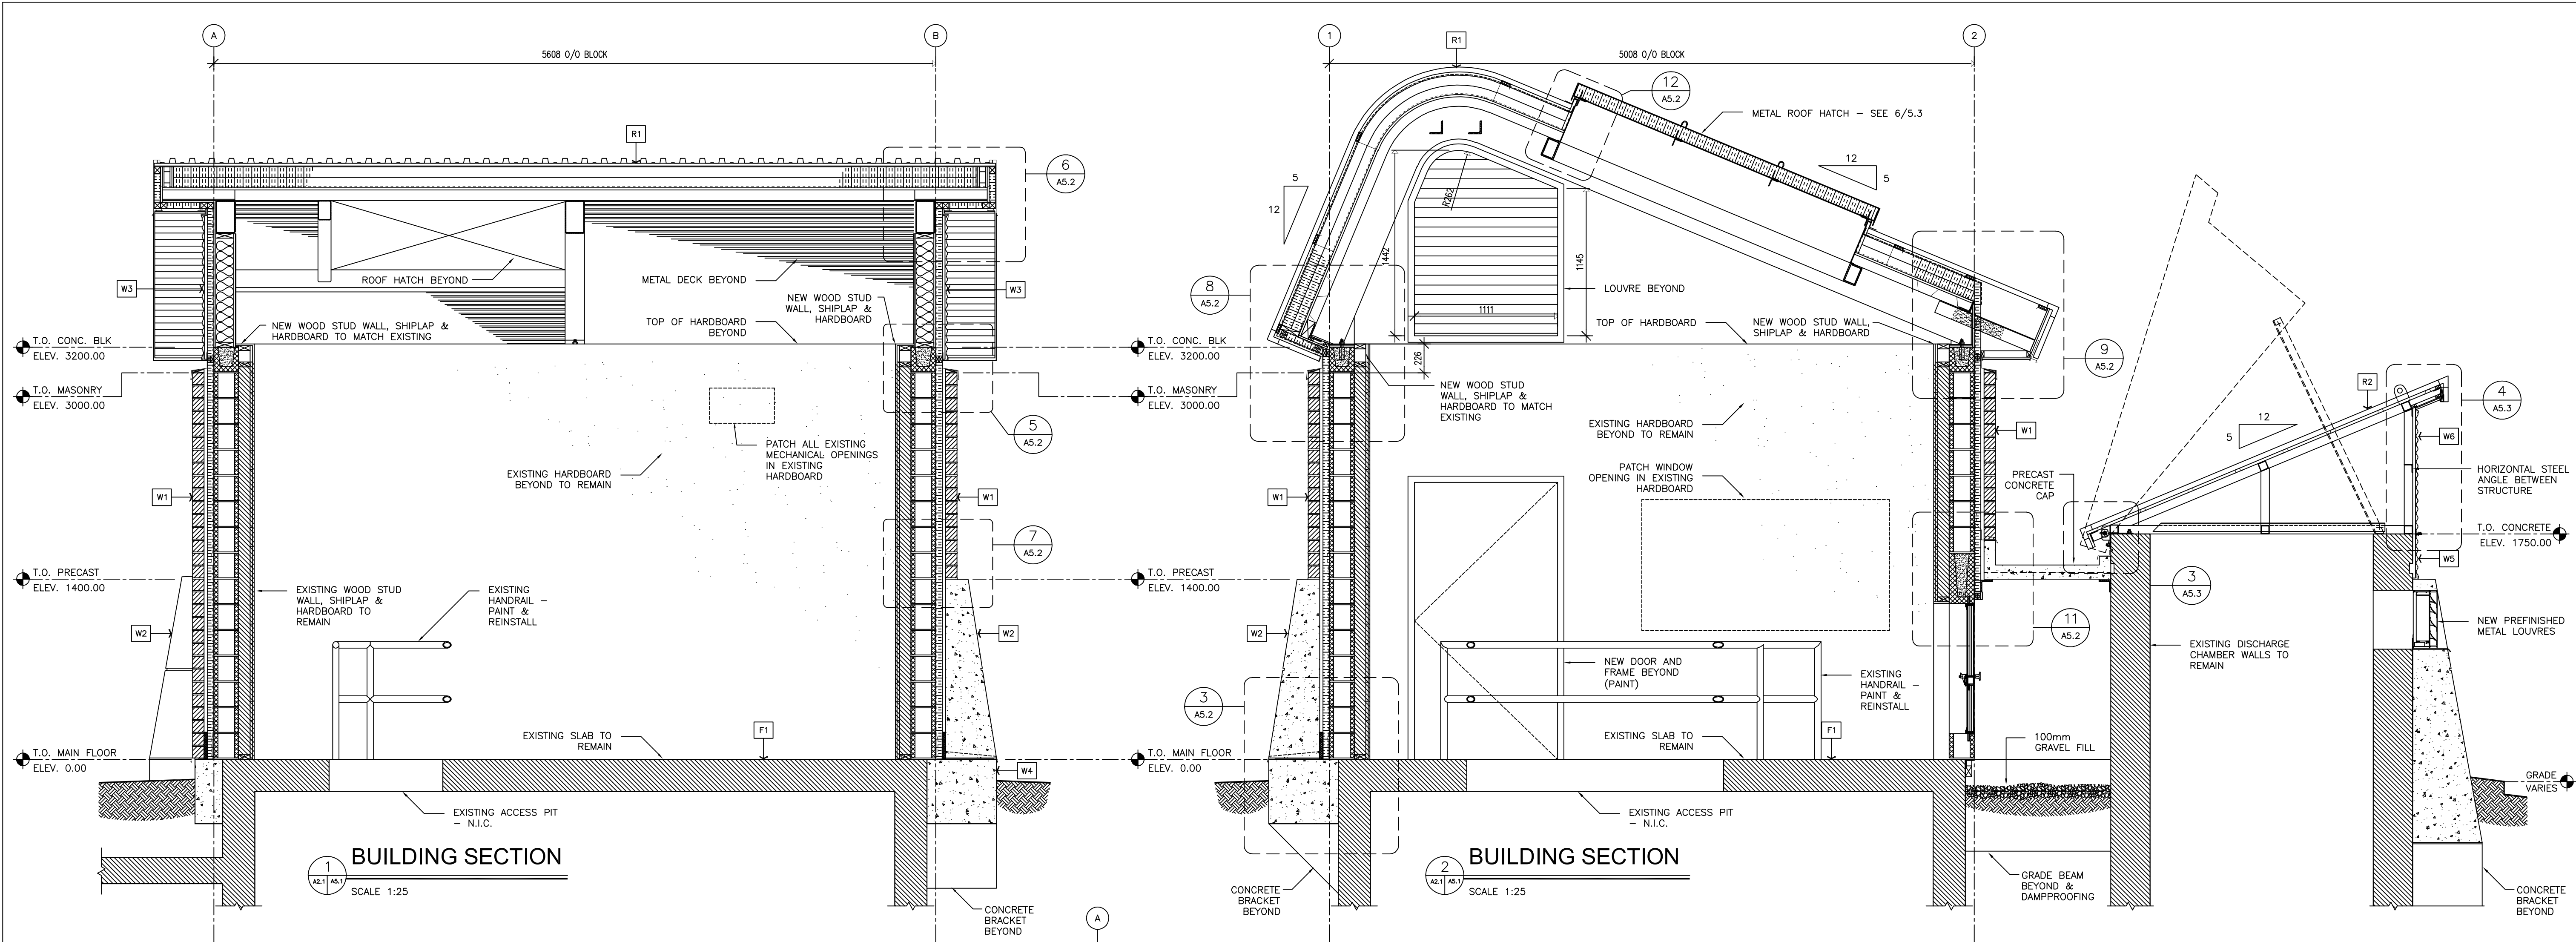 A
5608 O/O BLOCK
B
R1
6
A5.2
W3
ROOF HATCH BEYOND
METAL DECK BEYOND
W3
NEW WOOD STUD
WALL, SHIPLAP &
HARDBOARD
NEW WOOD STUD WALL, SHIPLAP &
HARDBOARD TO MATCH EXISTING
TOP OF HARDBOARD
BEYOND
T.O. CONC. BLK
ELEV. 3200.00
T.O. MASONRY
ELEV. 3000.00
5
A5.2
PATCH ALL EXISTING
MECHANICAL OPENINGS
IN EXISTING
HARDBOARD
EXISTING HARDBOARD
BEYOND TO REMAIN
W1
W1
7
A5.2
T.O. PRECAST
ELEV. 1400.00
EXISTING WOOD STUD
WALL, SHIPLAP &
HARDBOARD TO
REMAIN
EXISTING
HANDRAIL –
PAINT &
REINSTALL
W2
W2
EXISTING SLAB TO
REMAIN
F1
T.O. MAIN FLOOR
ELEV. 0.00
W4
EXISTING ACCESS PIT
– N.I.C.
1
A2.1 A5.1
BUILDING SECTION
SCALE 1:25
CONCRETE
BRACKET
BEYOND
A
1
R1
5008 O/O BLOCK
2
12
A5.2
METAL ROOF HATCH – SEE 6/5.3
12
5
5
12
R262
1442
1145
1111
226
8
A5.2
LOUVRE BEYOND
TOP OF HARDBOARD
NEW WOOD STUD WALL,
SHIPLAP & HARDBOARD
T.O. CONC. BLK
ELEV. 3200.00
T.O. MASONRY
ELEV. 3000.00
9
A5.2
NEW WOOD STUD
WALL, SHIPLAP &
HARDBOARD TO MATCH
EXISTING
EXISTING HARDBOARD
BEYOND TO REMAIN
W1
W1
PATCH WINDOW
OPENING IN EXISTING
HARDBOARD
PRECAST
CONCRETE
CAP
12
5
R2
4
A5.3
W6
HORIZONTAL STEEL
ANGLE BETWEEN
STRUCTURE
T.O. CONCRETE
ELEV. 1750.00
W5
T.O. PRECAST
ELEV. 1400.00
3
A5.3
W2
11
A5.2
NEW PREFINISHED
METAL LOUVRES
EXISTING DISCHARGE
CHAMBER WALLS TO
REMAIN
NEW DOOR AND
FRAME BEYOND
(PAINT)
EXISTING
HANDRAIL –
PAINT &
REINSTALL
3
A5.2
EXISTING SLAB TO
REMAIN
F1
100mm
GRAVEL FILL
T.O. MAIN FLOOR
ELEV. 0.00
GRADE
VARIES
EXISTING ACCESS PIT
– N.I.C.
2
A2.1 A5.1
BUILDING SECTION
SCALE 1:25
CONCRETE
BRACKET
BEYOND
GRADE BEAM
BEYOND &
DAMPPROOFING
CONCRETE
BRACKET
BEYOND